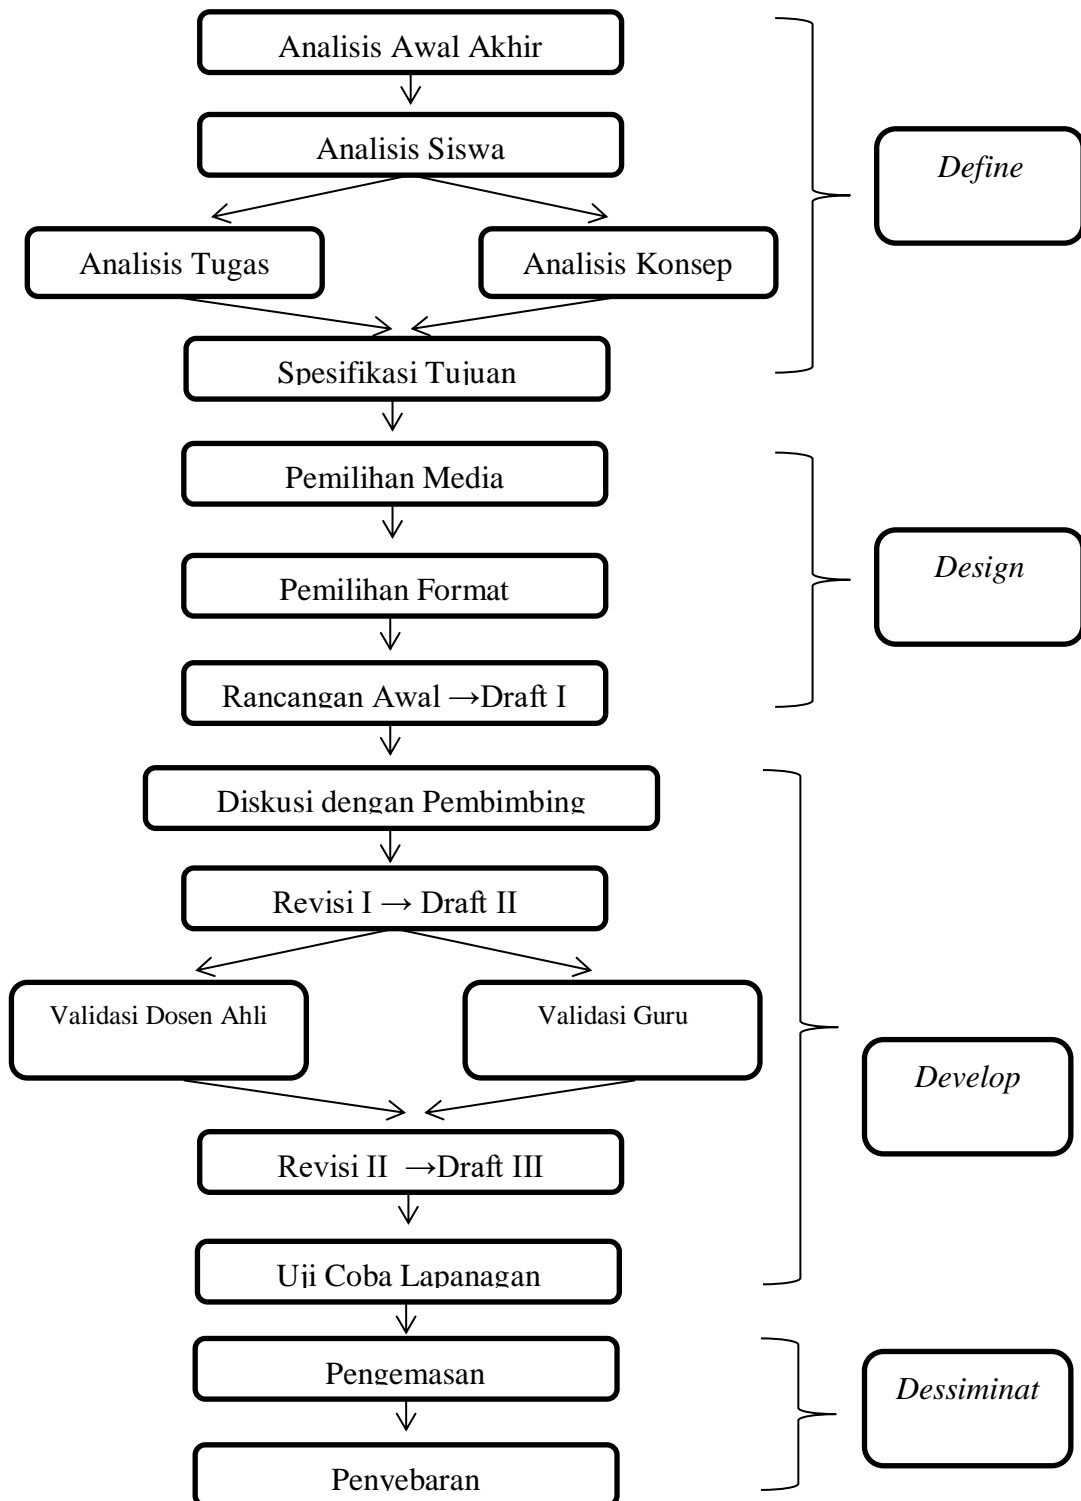 Analisis Awal Akhir
Analisis Siswa
Define
Analisis Tugas
Analisis Konsep
Spesifikasi Tujuan
Pemilihan Media
Design
Pemilihan Format
Rancangan Awal →Draft I
Diskusi dengan Pembimbing
Revisi I → Draft II
Validasi Dosen Ahli
Validasi Guru
Develop
Revisi II →Draft III
Uji Coba Lapanagan
Pengemasan
Dessiminat
Penyebaran